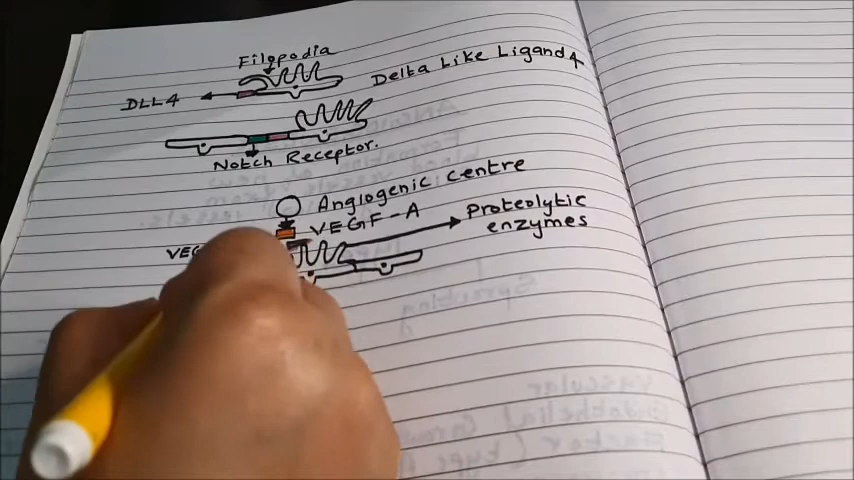 Filopodia
DLL4
Delta Like Ligand 4
Notch Receptor.
Angiogenic centre
VEGF-A
Proteolytic
enzymes